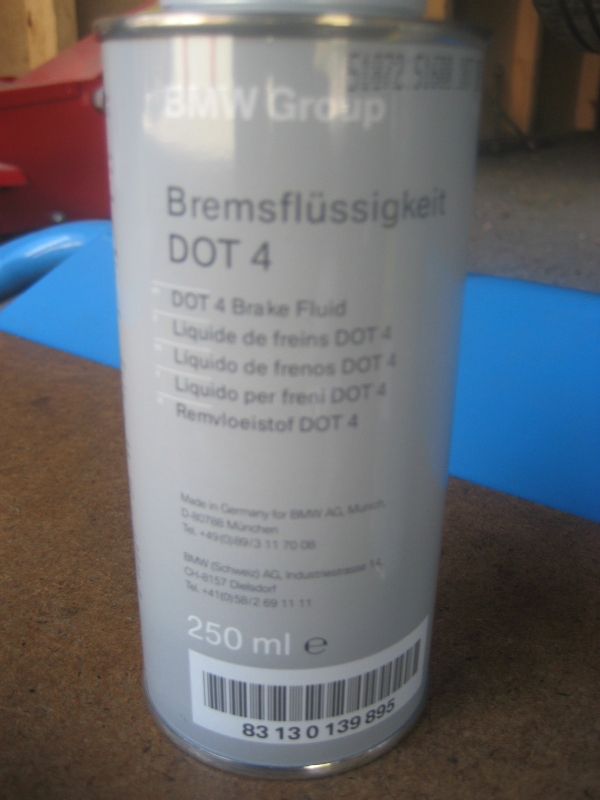 BMW Group
Bremsflüssigkeit
DOT 4
DOT 4 Brake Fluid
Liquide de freins DOT 4
Líquido de frenos DOT 4
Liquido per freni DOT 4
Remvloeistof DOT 4
Made in Germany for BMW AG, Munich,
D-80788 München
Tel. +49(0)89/3 11 70 06
BMW (Schweiz) AG, Industriestrasse 14,
CH-8157 Dielsdorf
Tel. +41(0)56/2 69 11 11
250 ml ℮
83 13 0 139 895